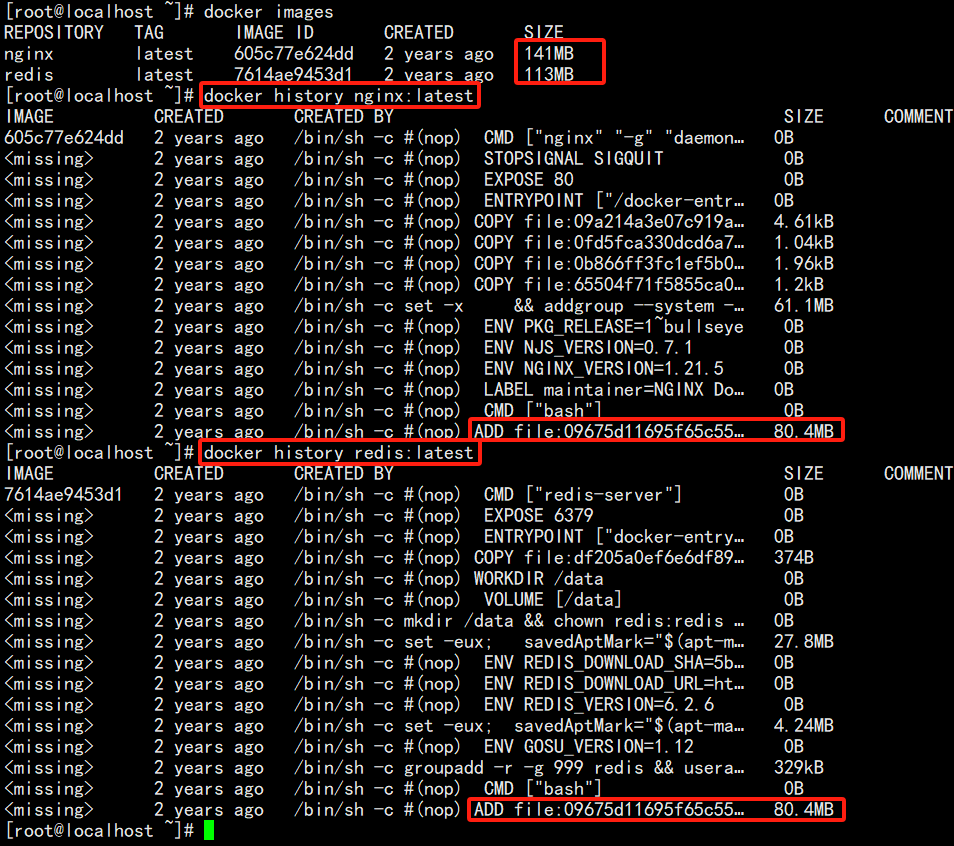 [root@localhost ~]# docker images
REPOSITORY TAG IMAGE ID CREATED SIZE
nginx latest 605c77e624dd 2 years ago 141MB
redis latest 7614ae9453d1 2 years ago 113MB
[root@localhost ~]# docker history nginx:latest
IMAGE CREATED CREATED BY SIZE COMMENT
605c77e624dd 2 years ago /bin/sh -c #(nop) CMD ["nginx" "-g" "daemon… 0B
<missing> 2 years ago /bin/sh -c #(nop) STOPSIGNAL SIGQUIT 0B
<missing> 2 years ago /bin/sh -c #(nop) EXPOSE 80 0B
<missing> 2 years ago /bin/sh -c #(nop) ENTRYPOINT ["/docker-entr… 0B
<missing> 2 years ago /bin/sh -c #(nop) COPY file:09a214a3e07c919a… 4.61kB
<missing> 2 years ago /bin/sh -c #(nop) COPY file:0fd5fca330dcd6a7… 1.04kB
<missing> 2 years ago /bin/sh -c #(nop) COPY file:0b866ff3fc1ef5b0… 1.96kB
<missing> 2 years ago /bin/sh -c #(nop) COPY file:65504f71f5855ca0… 1.2kB
<missing> 2 years ago /bin/sh -c set -x && addgroup --system -… 61.1MB
<missing> 2 years ago /bin/sh -c #(nop) ENV PKG_RELEASE=1~bullseye 0B
<missing> 2 years ago /bin/sh -c #(nop) ENV NJS_VERSION=0.7.1 0B
<missing> 2 years ago /bin/sh -c #(nop) ENV NGINX_VERSION=1.21.5 0B
<missing> 2 years ago /bin/sh -c #(nop) LABEL maintainer=NGINX Do… 0B
<missing> 2 years ago /bin/sh -c #(nop) CMD ["bash"] 0B
<missing> 2 years ago /bin/sh -c #(nop) ADD file:09675d11695f65c55… 80.4MB
[root@localhost ~]# docker history redis:latest
IMAGE CREATED CREATED BY SIZE COMMENT
7614ae9453d1 2 years ago /bin/sh -c #(nop) CMD ["redis-server"] 0B
<missing> 2 years ago /bin/sh -c #(nop) EXPOSE 6379 0B
<missing> 2 years ago /bin/sh -c #(nop) ENTRYPOINT ["docker-entry… 0B
<missing> 2 years ago /bin/sh -c #(nop) COPY file:df205a0ef6e6df89… 374B
<missing> 2 years ago /bin/sh -c #(nop) WORKDIR /data 0B
<missing> 2 years ago /bin/sh -c #(nop) VOLUME [/data] 0B
<missing> 2 years ago /bin/sh -c mkdir /data && chown redis:redis … 0B
<missing> 2 years ago /bin/sh -c set -eux; savedAptMark="$(apt-m… 27.8MB
<missing> 2 years ago /bin/sh -c #(nop) ENV REDIS_DOWNLOAD_SHA=5b… 0B
<missing> 2 years ago /bin/sh -c #(nop) ENV REDIS_DOWNLOAD_URL=ht… 0B
<missing> 2 years ago /bin/sh -c #(nop) ENV REDIS_VERSION=6.2.6 0B
<missing> 2 years ago /bin/sh -c set -eux; savedAptMark="$(apt-ma… 4.24MB
<missing> 2 years ago /bin/sh -c #(nop) ENV GOSU_VERSION=1.12 0B
<missing> 2 years ago /bin/sh -c groupadd -r -g 999 redis && usera… 329kB
<missing> 2 years ago /bin/sh -c #(nop) CMD ["bash"] 0B
<missing> 2 years ago /bin/sh -c #(nop) ADD file:09675d11695f65c55… 80.4MB
[root@localhost ~]#